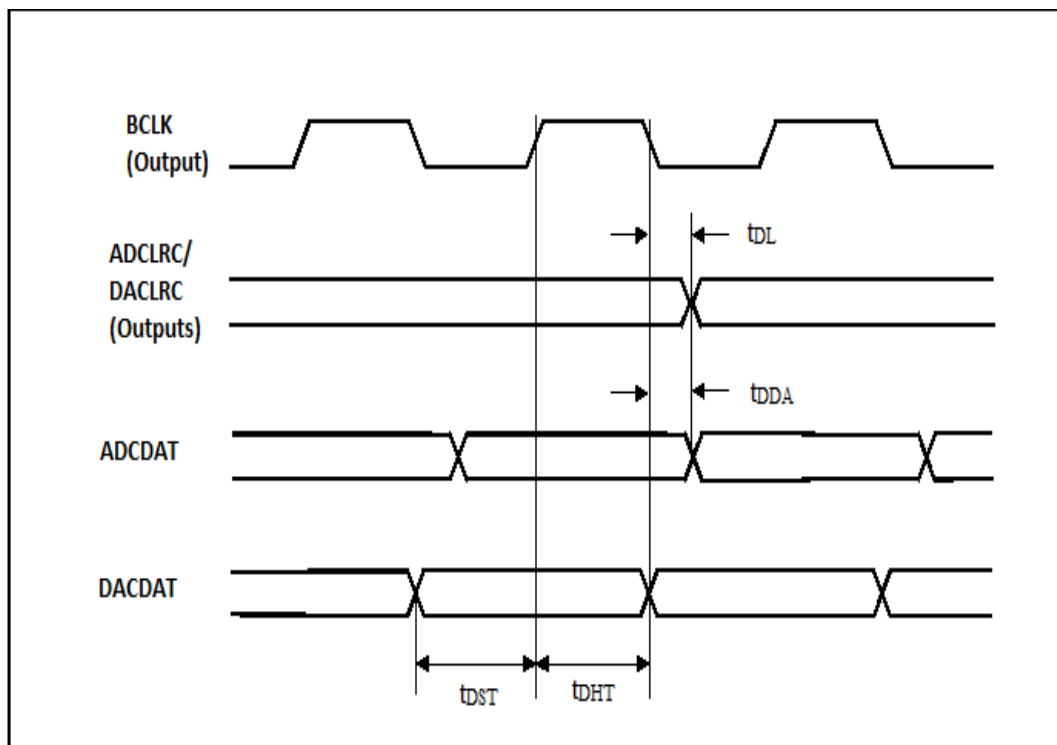 BCLK
(Output)
tDL
ADCLRC/
DACLRC
(Outputs)
tDDA
ADCDAT
DACDAT
tDST
tDHT